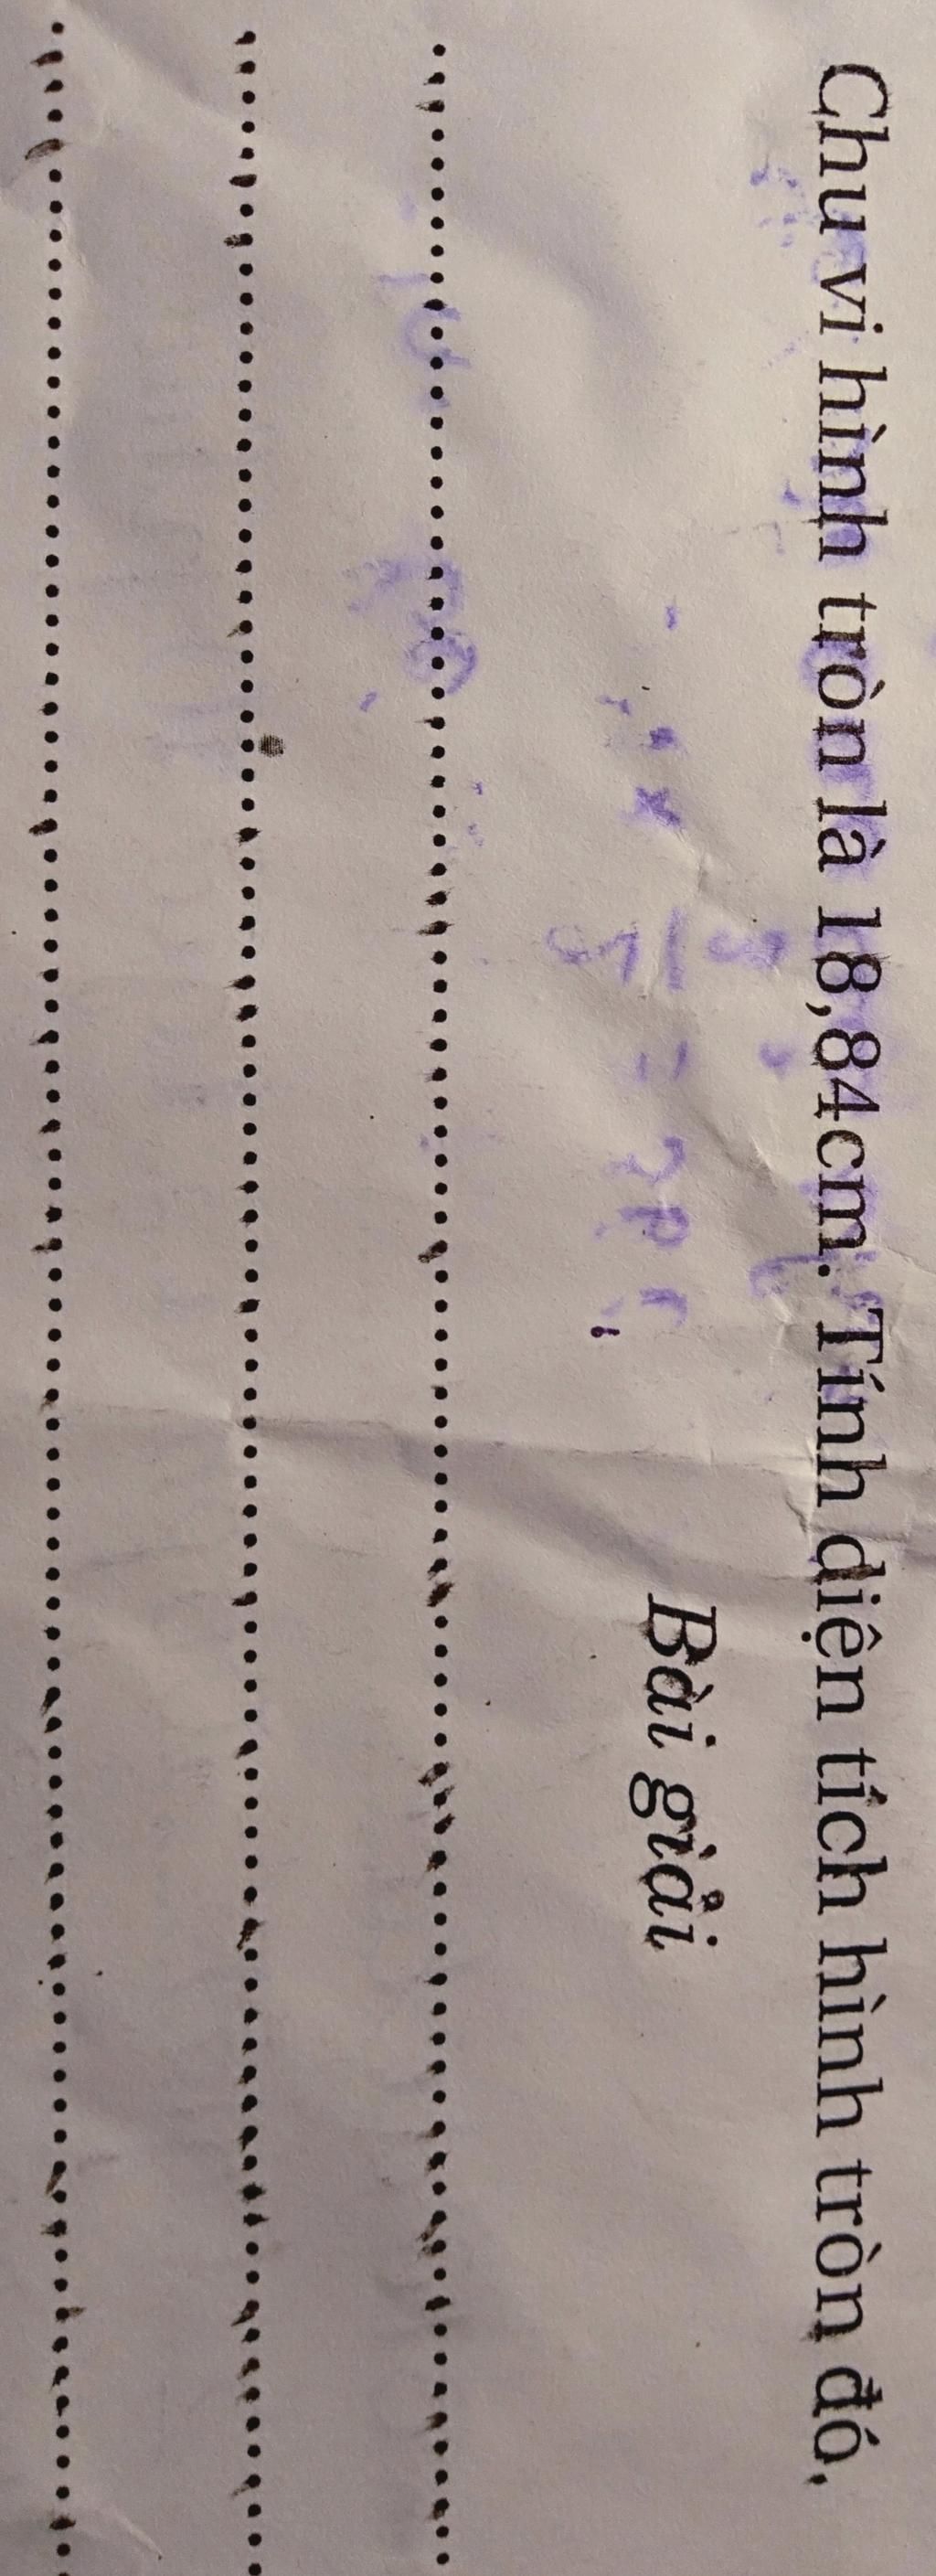 Chu vi hình tròn là 18,84cm. Tính diện tích hình tròn đó.
Bài giải